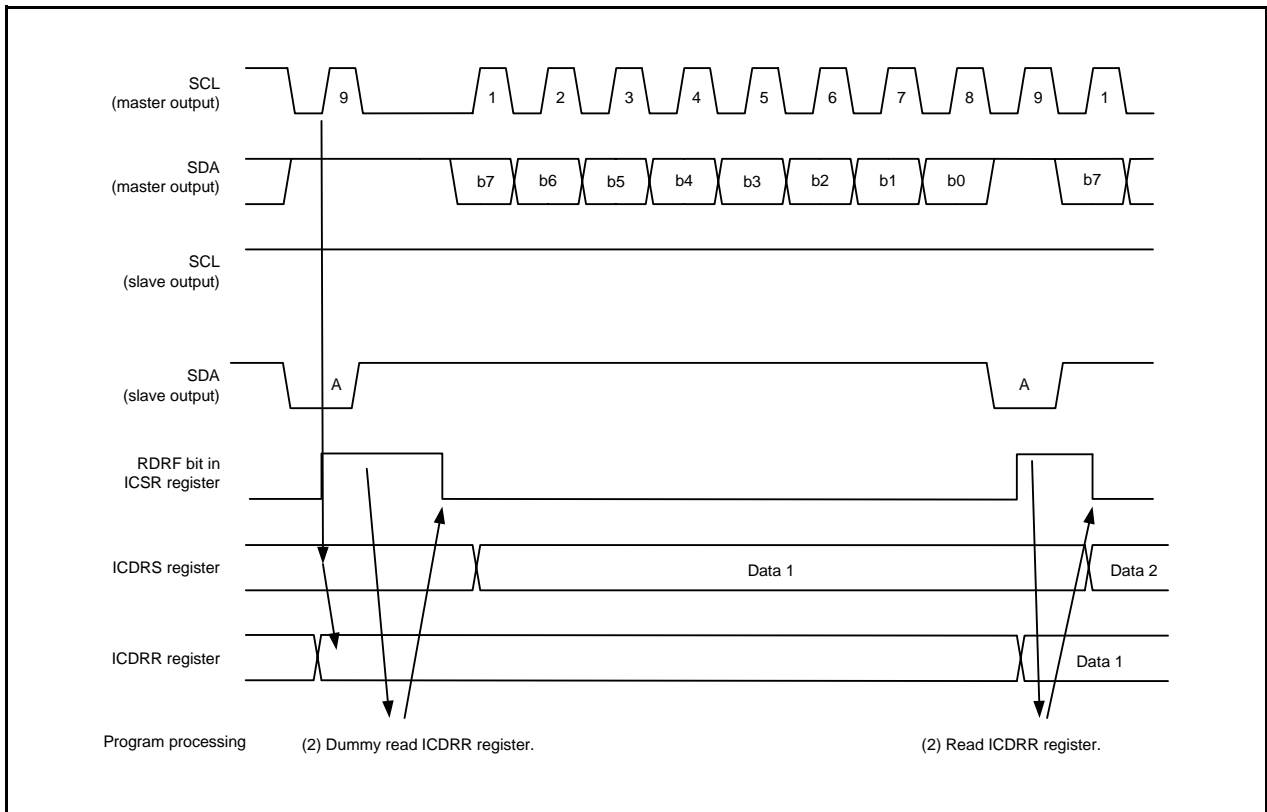 SCL
(master output)
9 1 2 3 4 5 6 7 8 9 1
SDA
(master output)
b7 b6 b5 b4 b3 b2 b1 b0 b7
SCL
(slave output)
SDA
(slave output)
A A
RDRF bit in
ICSR register
ICDRS register
Data 1 Data 2
ICDRR register
Data 1
Program processing (2) Dummy read ICDRR register. (2) Read ICDRR register.